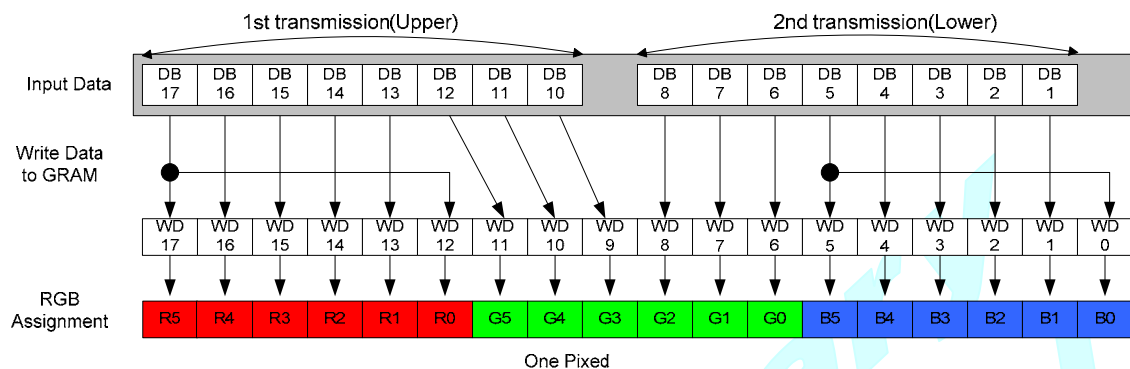 1st transmission(Upper) 2nd transmission(Lower)
Input Data DB 17 DB 16 DB 15 DB 14 DB 13 DB 12 DB 11 DB 10 DB 8 DB 7 DB 6 DB 5 DB 4 DB 3 DB 2 DB 1
Write Data
to GRAM
WD 17 WD 16 WD 15 WD 14 WD 13 WD 12 WD 11 WD 10 WD 9 WD 8 WD 7 WD 6 WD 5 WD 4 WD 3 WD 2 WD 1 WD 0
RGB
Assignment
R5 R4 R3 R2 R1 R0 G5 G4 G3 G2 G1 G0 B5 B4 B3 B2 B1 B0
One Pixed